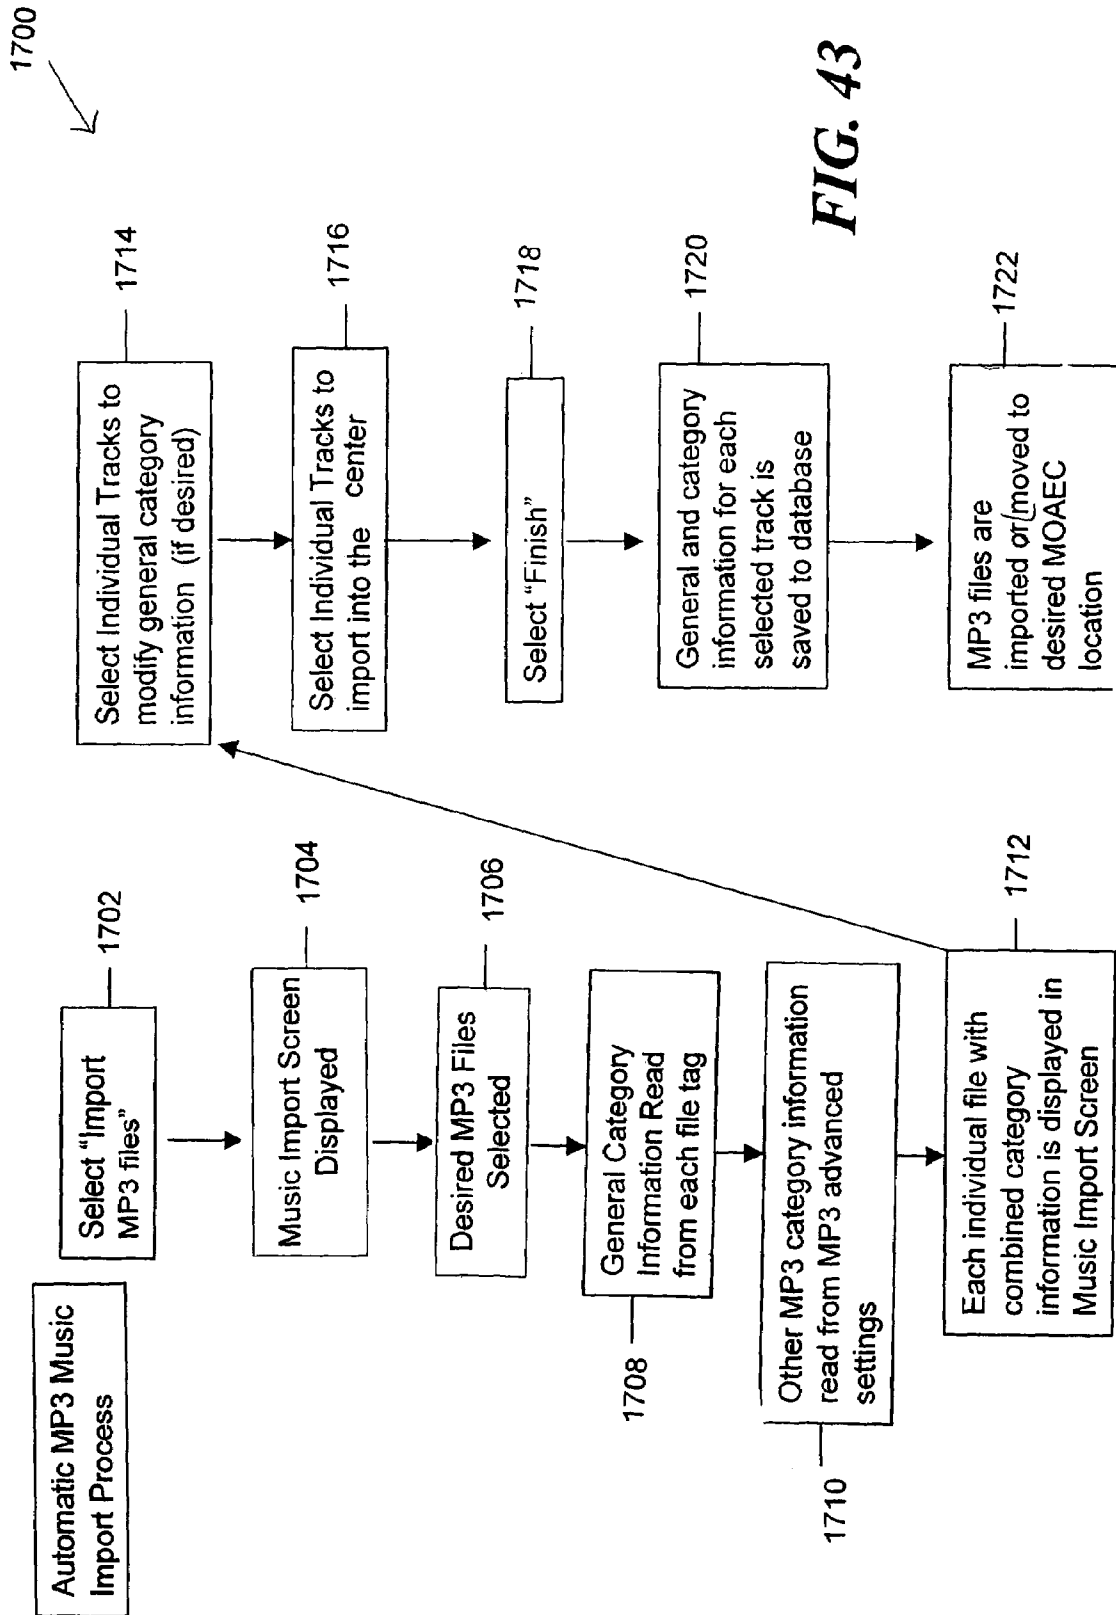 1700
Automatic MP3 Music
Import Process
Select “Import
MP3 files”
1702
Music Import Screen
Displayed
1704
Desired MP3 Files
Selected
1706
General Category
Information Read
from each file tag
1708
Other MP3 category information
read from MP3 advanced
settings
1710
Each individual file with
combined category
information is displayed in
Music Import Screen
1712
Select Individual Tracks to
modify general category
information (if desired)
1714
Select Individual Tracks to
import into the center
1716
Select “Finish”
1718
General and category
information for each
selected track is
saved to database
1720
MP3 files are
imported or moved to
desired MOAEC
location
1722
FIG. 43